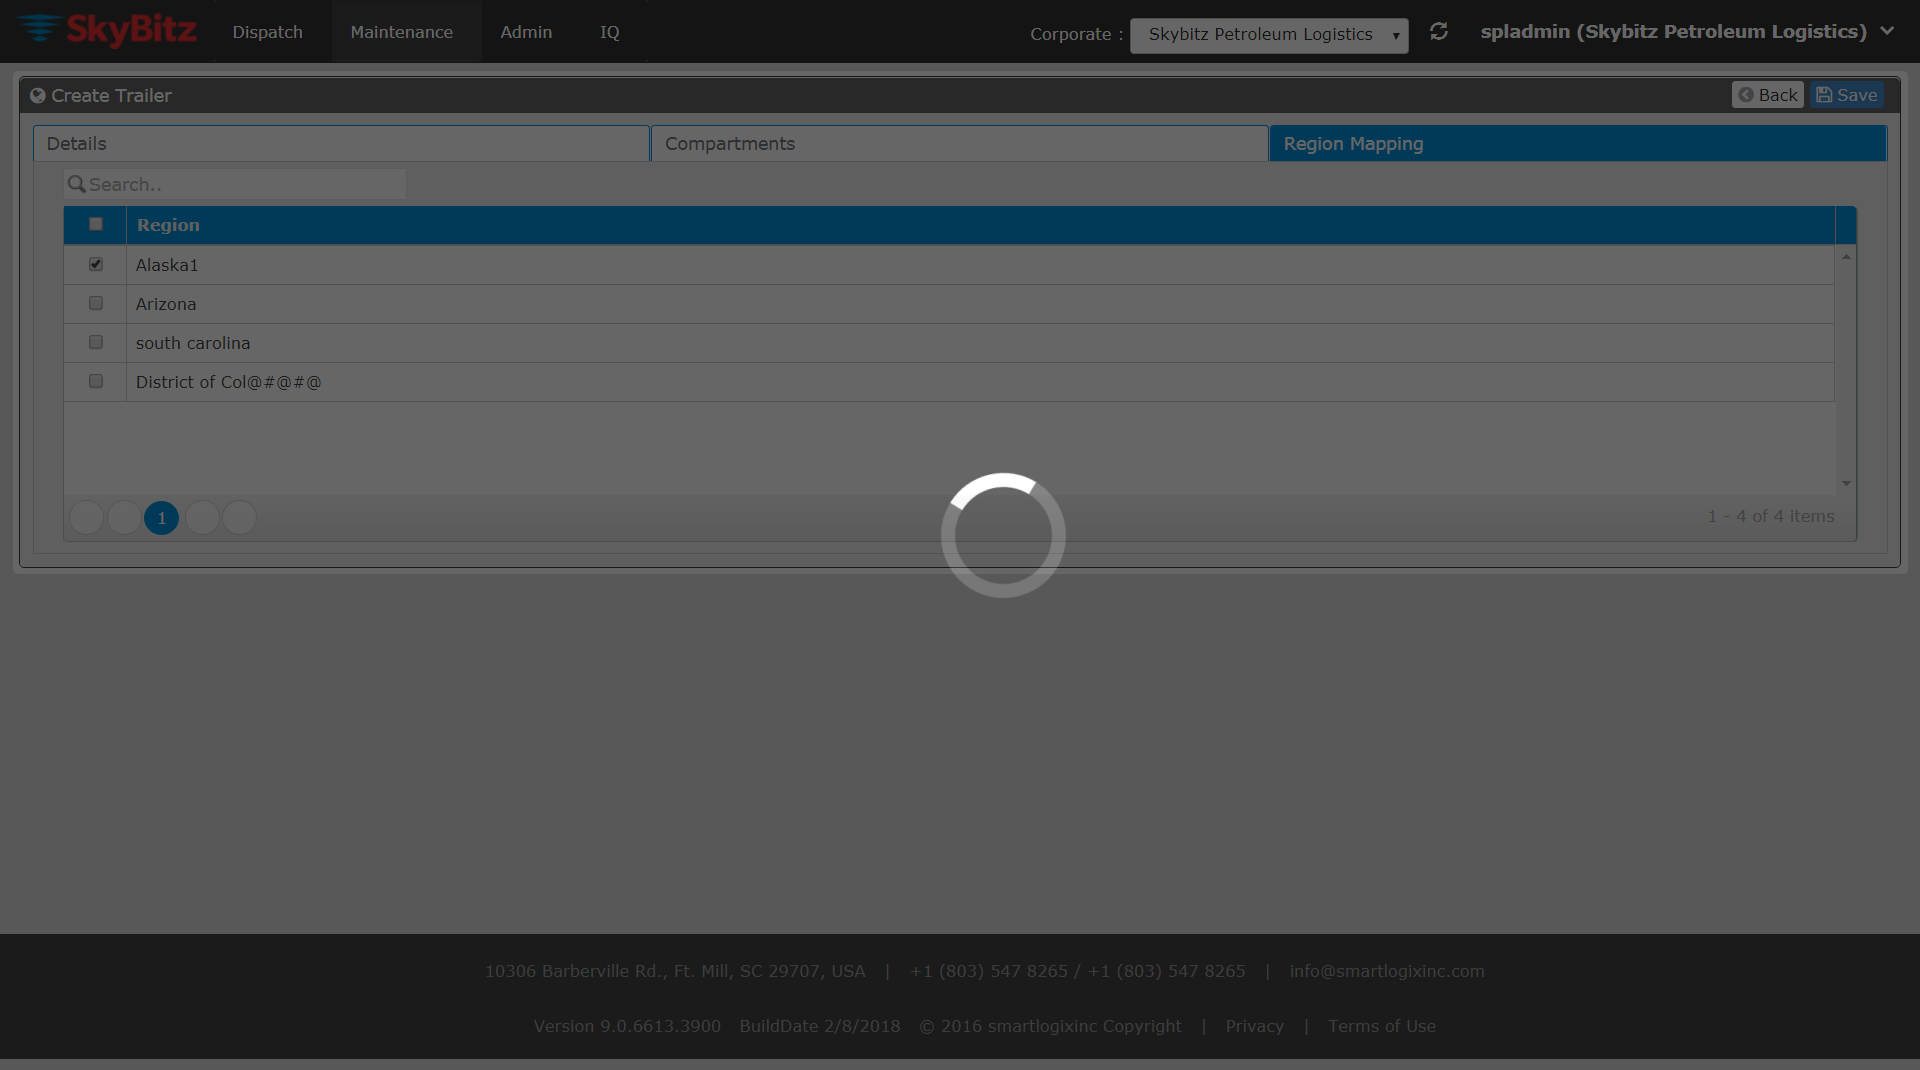 SkyBitz Dispatch Maintenance Admin IQ Corporate : Skybitz Petroleum Logistics spladmin (Skybitz Petroleum Logistics)
Create Trailer Back Save
Details Compartments Region Mapping
Search..
Region
Alaska1
Arizona
south carolina
District of Col@#@#@
1 1 - 4 of 4 items
10306 Barberville Rd., Ft. Mill, SC 29707, USA | +1 (803) 547 8265 / +1 (803) 547 8265 | info@smartlogixinc.com
Version 9.0.6613.3900 BuildDate 2/8/2018 © 2016 smartlogixinc Copyright | Privacy | Terms of Use